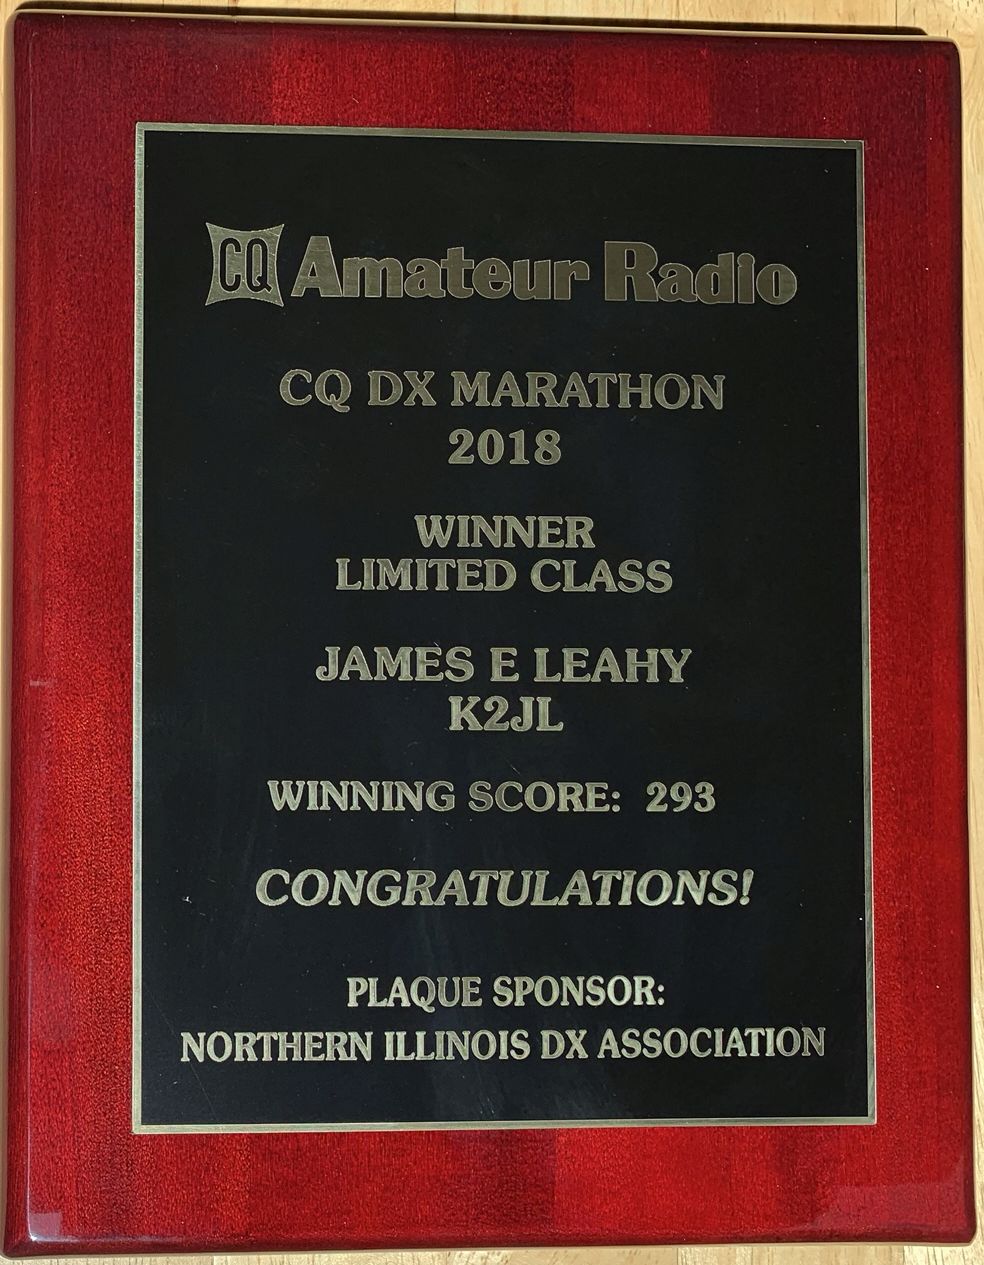 CQ Amateur Radio
CQ DX MARATHON
2018
WINNER
LIMITED CLASS
JAMES E LEAHY
K2JL
WINNING SCORE: 293
CONGRATULATIONS!
PLAQUE SPONSOR:
NORTHERN ILLINOIS DX ASSOCIATION